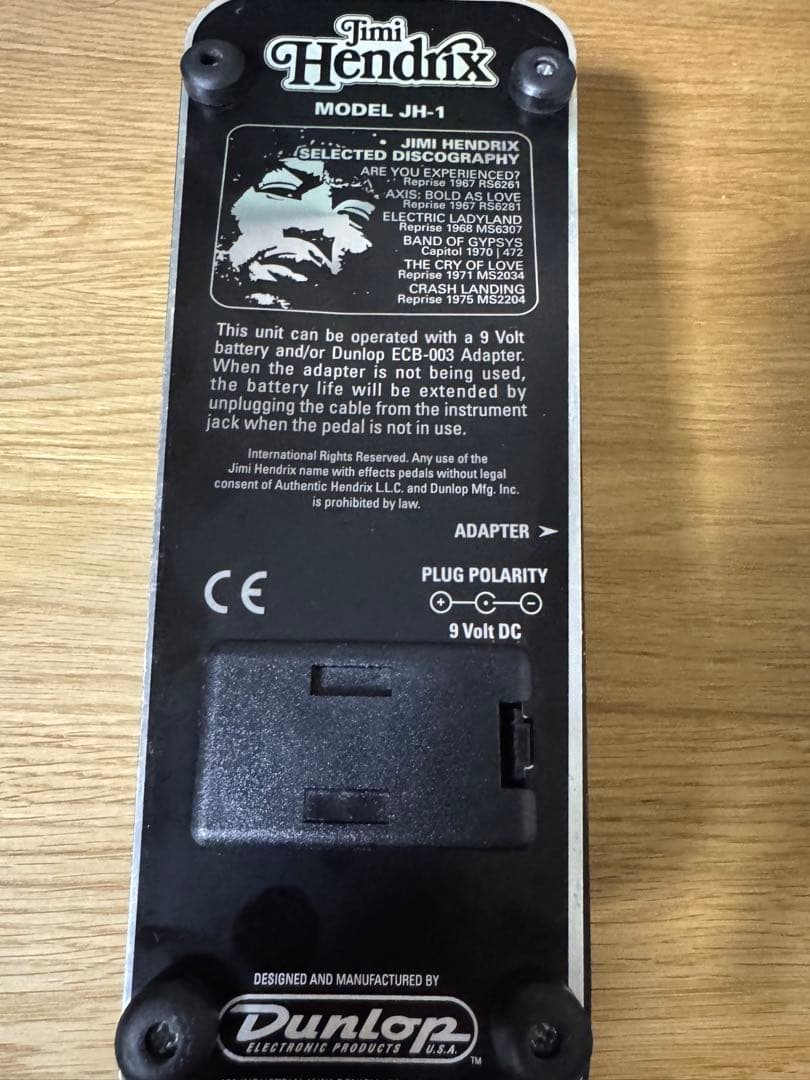 Jimi
Hendrix
MODEL JH-1
JIMI HENDRIX
SELECTED DISCOGRAPHY
ARE YOU EXPERIENCED?
Reprise 1967 RS6261
AXIS: BOLD AS LOVE
Reprise 1967 RS6281
ELECTRIC LADYLAND
Reprise 1968 MS6307
BAND OF GYPSYS
Capitol 1970 | 472
THE CRY OF LOVE
Reprise 1971 MS2034
CRASH LANDING
Reprise 1975 MS2204
This unit can be operated with a 9 Volt
battery and/or Dunlop ECB-003 Adapter.
When the adapter is not being used,
the battery life will be extended by
unplugging the cable from the instrument
jack when the pedal is not in use.
International Rights Reserved. Any use of the
Jimi Hendrix name with effects pedals without legal
consent of Authentic Hendrix L.L.C. and Dunlop Mfg. Inc.
is prohibited by law.
ADAPTER ➤
CE
PLUG POLARITY
+ -
9 Volt DC
DESIGNED AND MANUFACTURED BY
Dunlop
ELECTRONIC PRODUCTS U.S.A.
TM